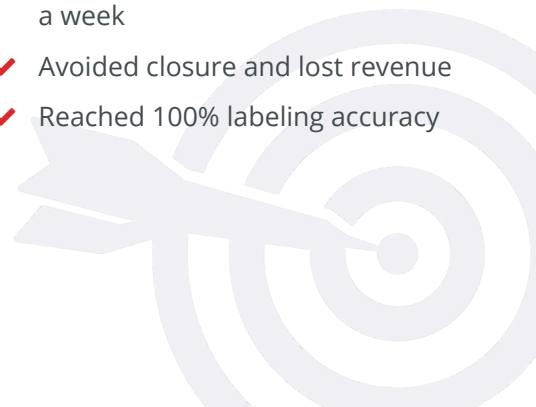 a week
Avoided closure and lost revenue
Reached 100% labeling accuracy